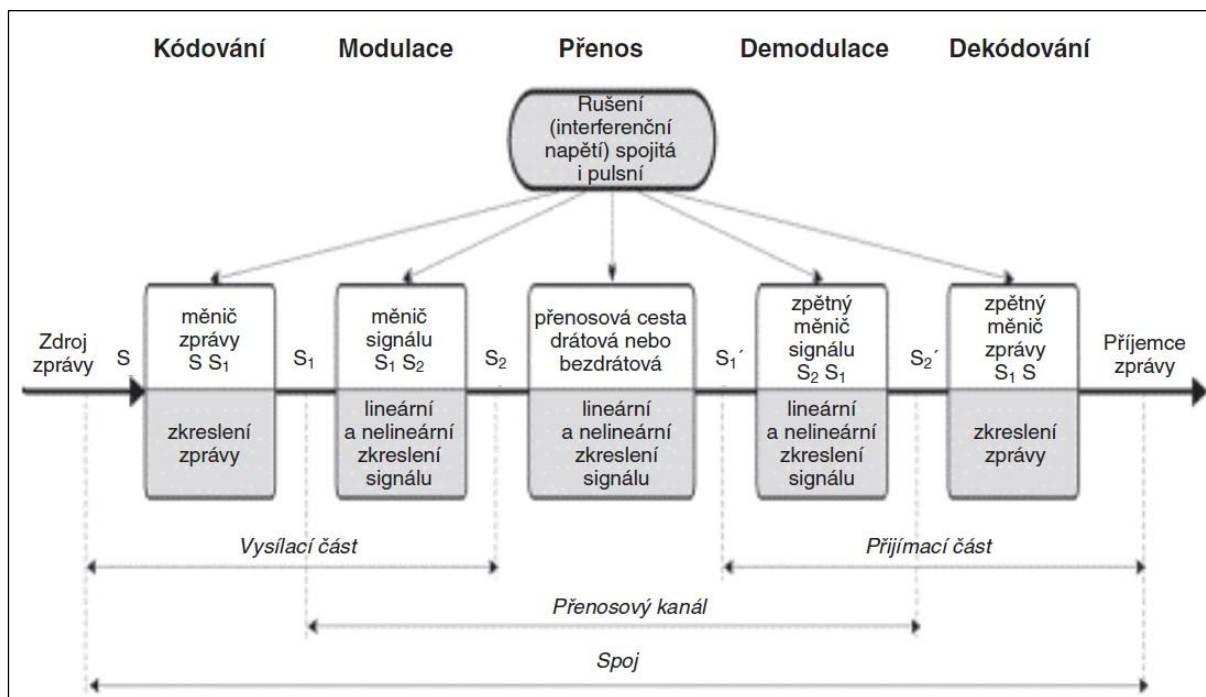 Kódování
Modulace
Přenos
Demodulace
Dekódování
Rušení
(interferenční
napětí) spojitá
i pulsní
Zdroj
zprávy
S
měnič
zprávy
S S₁
zkreslení
zprávy
S₁
měnič
signálu
S₁ S₂
lineární
a nelineární
zkreslení
signálu
S₂
přenosová cesta
drátová nebo
bezdrátová
lineární
a nelineární
zkreslení
signálu
S₁´
zpětný
měnič
signálu
S₂ S₁
lineární
a nelineární
zkreslení
signálu
S₂´
zpětný
měnič
zprávy
S₁ S
zkreslení
zprávy
Příjemce
zprávy
Vysílací část
Přijímací část
Přenosový kanál
Spoj